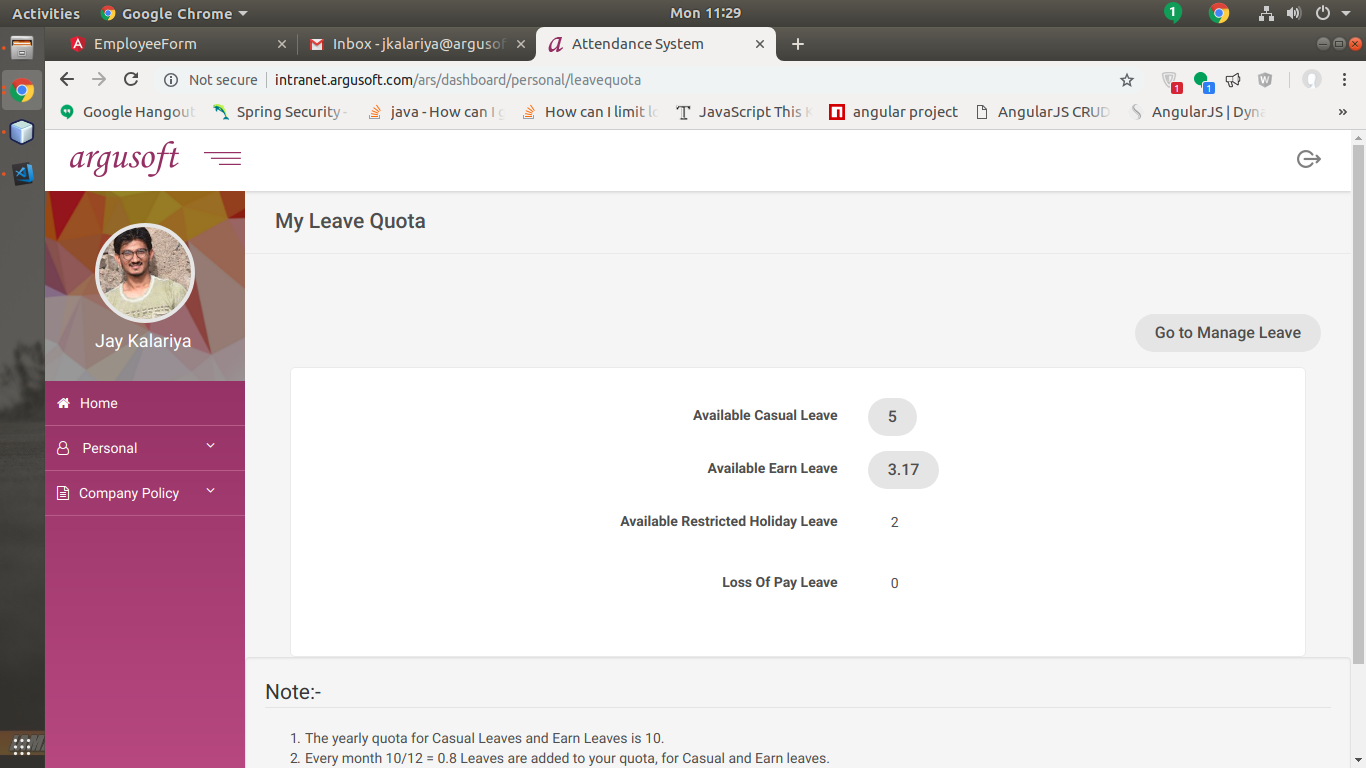 Activities Google Chrome Mon 11:29 1
EmployeeForm Inbox - jkalariya@argusof Attendance System
Not secure intranet.argusoft.com/ars/dashboard/personal/leavequota 1 1
Google Hangout Spring Security - java - How can I g How can I limit lo JavaScript This K angular project AngularJS CRUD AngularJS | Dyna »
argusoft
My Leave Quota
Jay Kalariya
Go to Manage Leave
Home
Personal
Company Policy
Available Casual Leave 5
Available Earn Leave 3.17
Available Restricted Holiday Leave 2
Loss Of Pay Leave 0
Note:-
1. The yearly quota for Casual Leaves and Earn Leaves is 10.
2. Every month 10/12 = 0.8 Leaves are added to your quota, for Casual and Earn leaves.